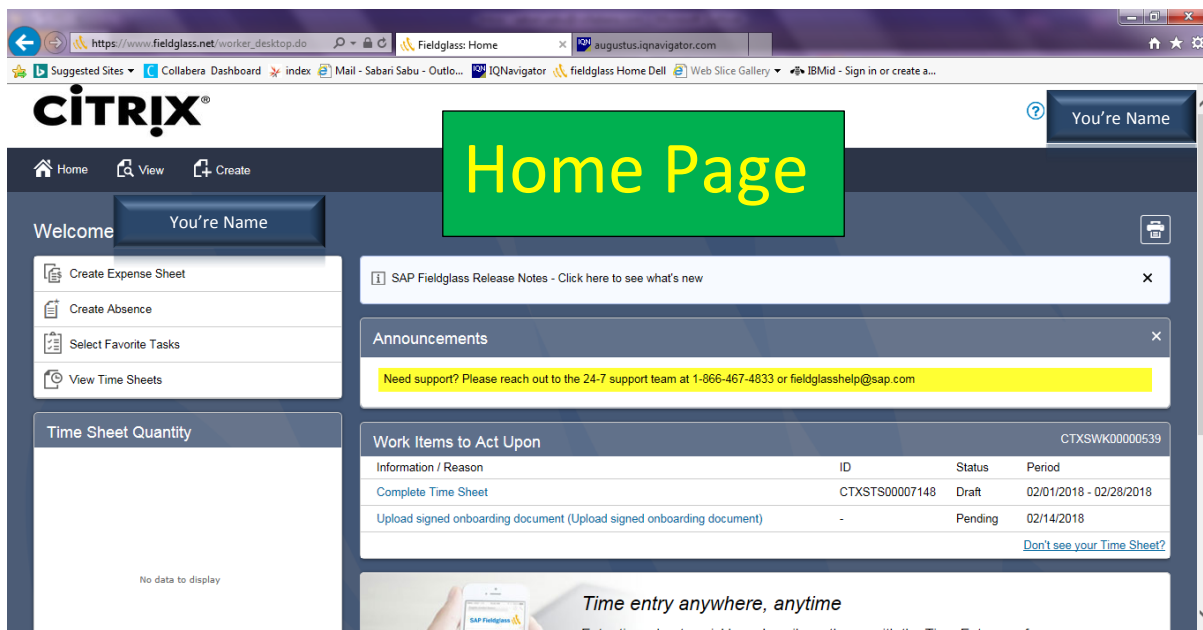 https://www.fieldglass.net/worker_desktop.do
Fieldglass: Home
augustus.iqnavigator.com
Suggested Sites
Collabera Dashboard
index
Mail - Sabari Sabu - Outlo...
IQNavigator
fieldglass Home Dell
Web Slice Gallery
IBMid - Sign in or create a...
CİTRIX®
You're Name
Home Page
Home
View
Create
Welcome
You're Name
Create Expense Sheet
Create Absence
Select Favorite Tasks
View Time Sheets
Time Sheet Quantity
No data to display
SAP Fieldglass Release Notes - Click here to see what's new
Announcements
Need support? Please reach out to the 24-7 support team at 1-866-467-4833 or fieldglasshelp@sap.com
Work Items to Act Upon CTXSWK00000539
Information / Reason ID Status Period
Complete Time Sheet CTXSTS00007148 Draft 02/01/2018 - 02/28/2018
Upload signed onboarding document (Upload signed onboarding document) - Pending 02/14/2018
Don't see your Time Sheet?
SAP Fieldglass
Time entry anywhere, anytime